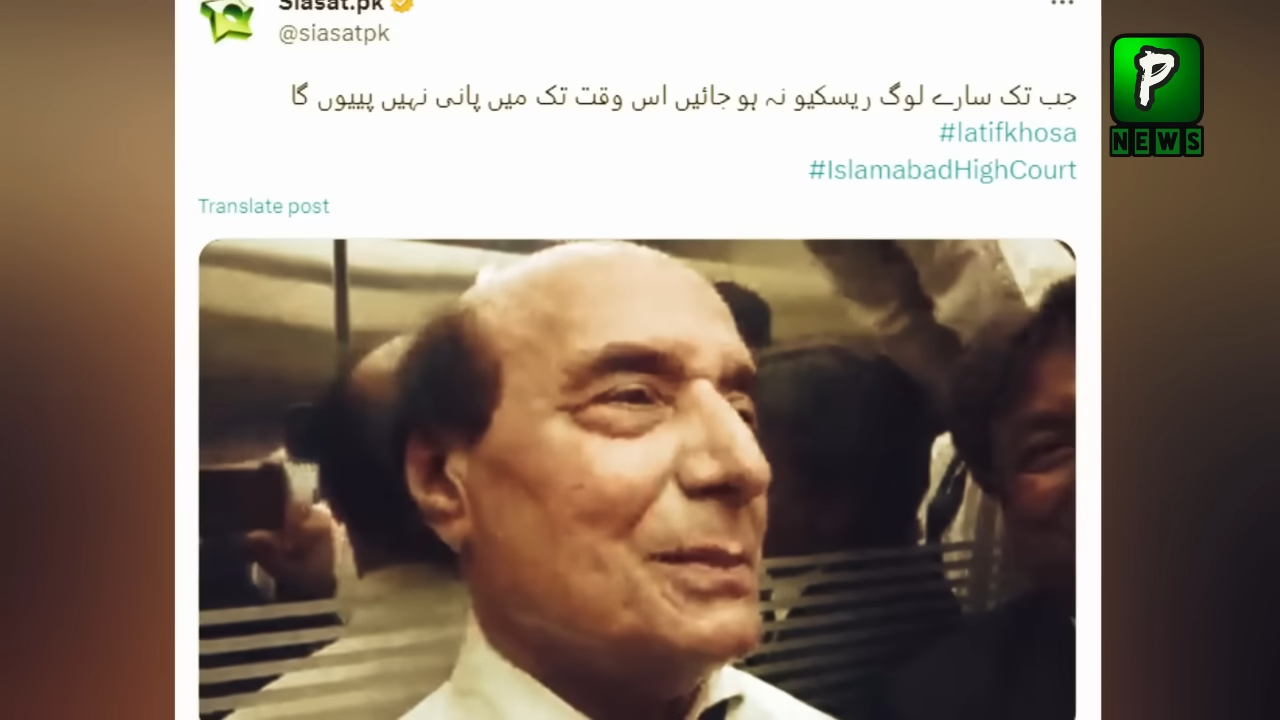 Siasat.pk
@siasatpk
جب تک سارے لوگ ریسکیو نہ ہو جائیں اس وقت تک میں پانی نہیں پییوں گا
#latifkhosa
#IslamabadHighCourt
Translate post
P
NEWS